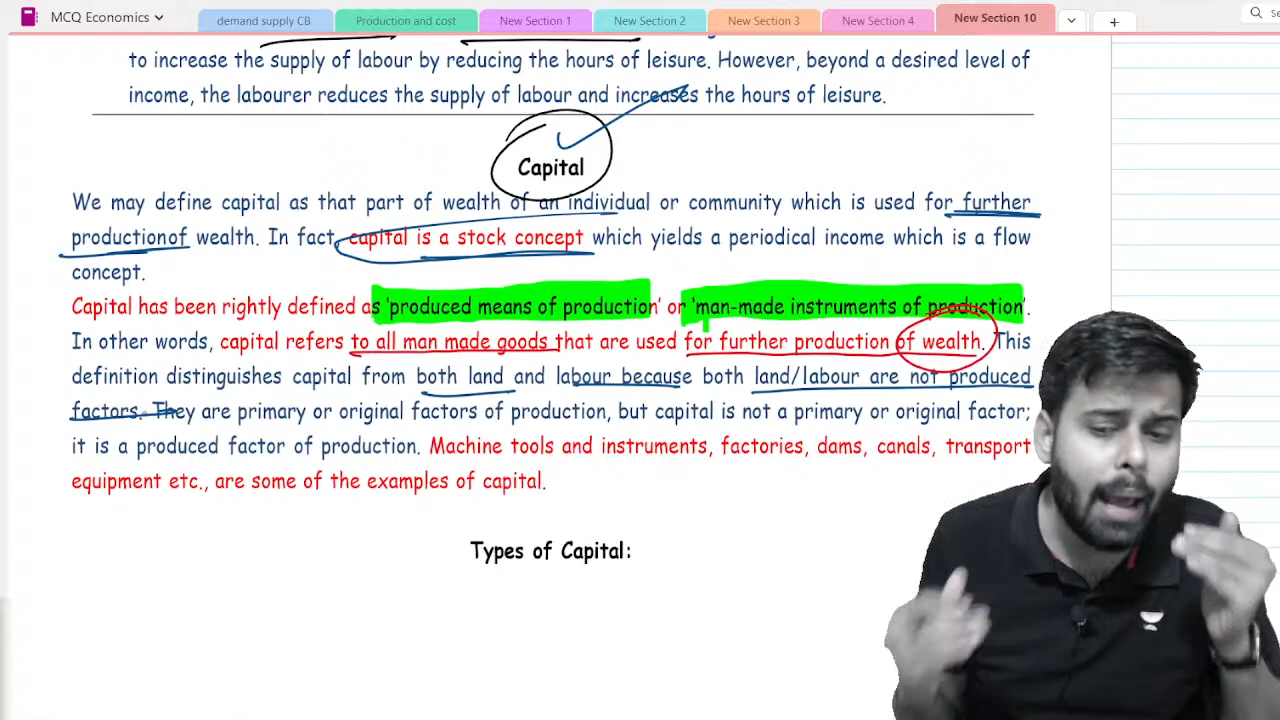 MCQ Economics
demand supply CB
Production and cost
New Section 1
New Section 2
New Section 3
New Section 4
New Section 10
to increase the supply of labour by reducing the hours of leisure. However, beyond a desired level of
income, the labourer reduces the supply of labour and increases the hours of leisure.
Capital
We may define capital as that part of wealth of an individual or community which is used for further
productionof wealth. In fact, capital is a stock concept which yields a periodical income which is a flow
concept.
Capital has been rightly defined as ‘produced means of production’ or ‘man-made instruments of production’.
In other words, capital refers to all man made goods that are used for further production of wealth. This
definition distinguishes capital from both land and labour because both land/labour are not produced
factors. They are primary or original factors of production, but capital is not a primary or original factor;
it is a produced factor of production. Machine tools and instruments, factories, dams, canals, transport
equipment etc., are some of the examples of capital.
Types of Capital: